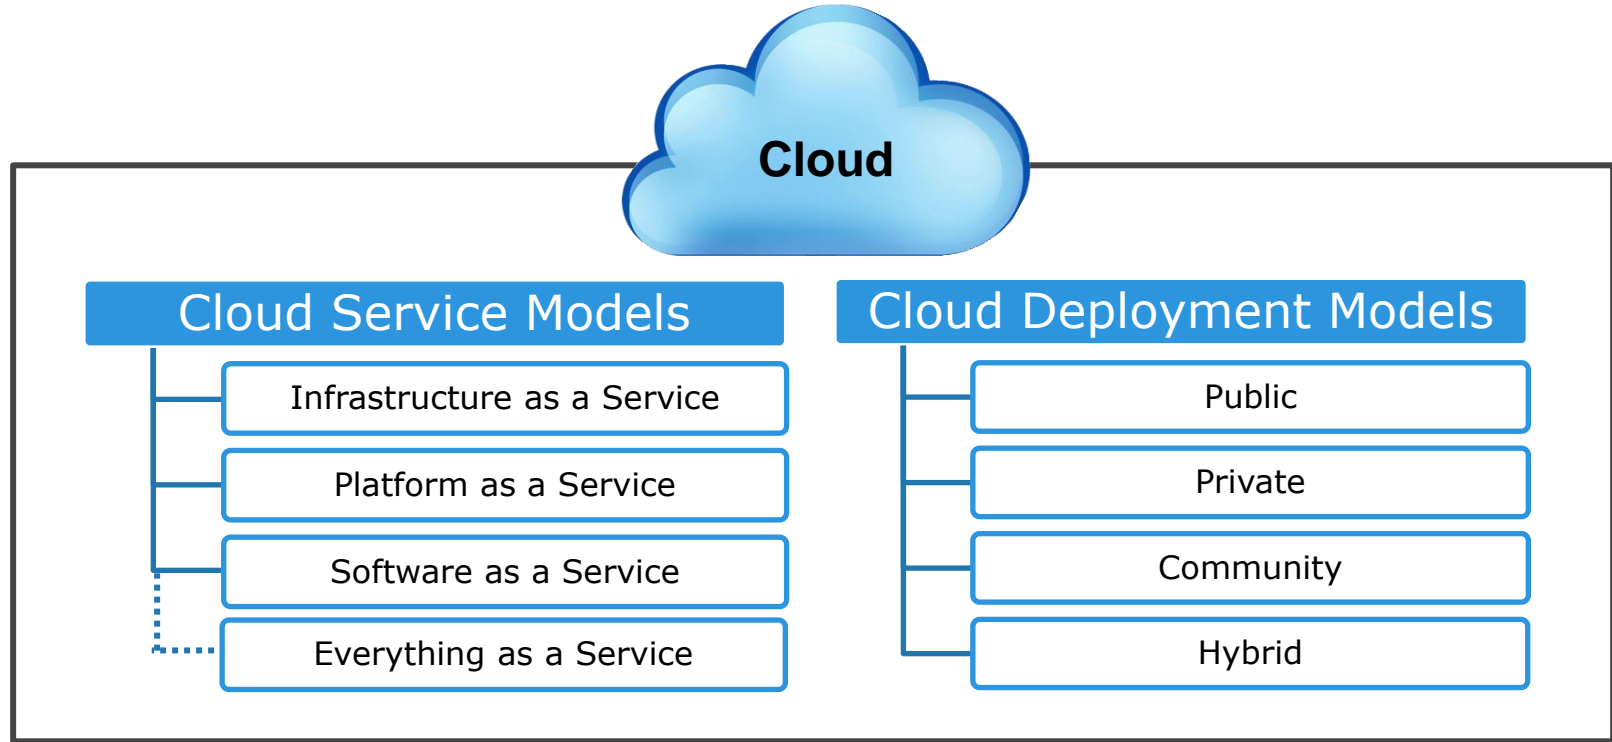 Cloud
Cloud Service Models
Infrastructure as a Service
Platform as a Service
Software as a Service
Everything as a Service
Cloud Deployment Models
Public
Private
Community
Hybrid